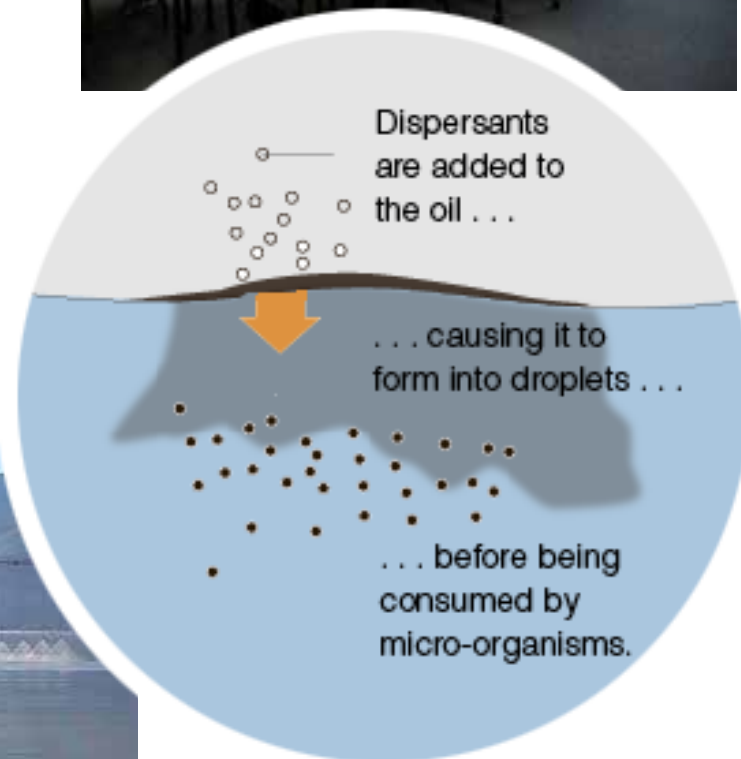 Dispersants
are added to
the oil . . .
. . . causing it to
form into droplets . . .
. . . before being
consumed by
micro-organisms.